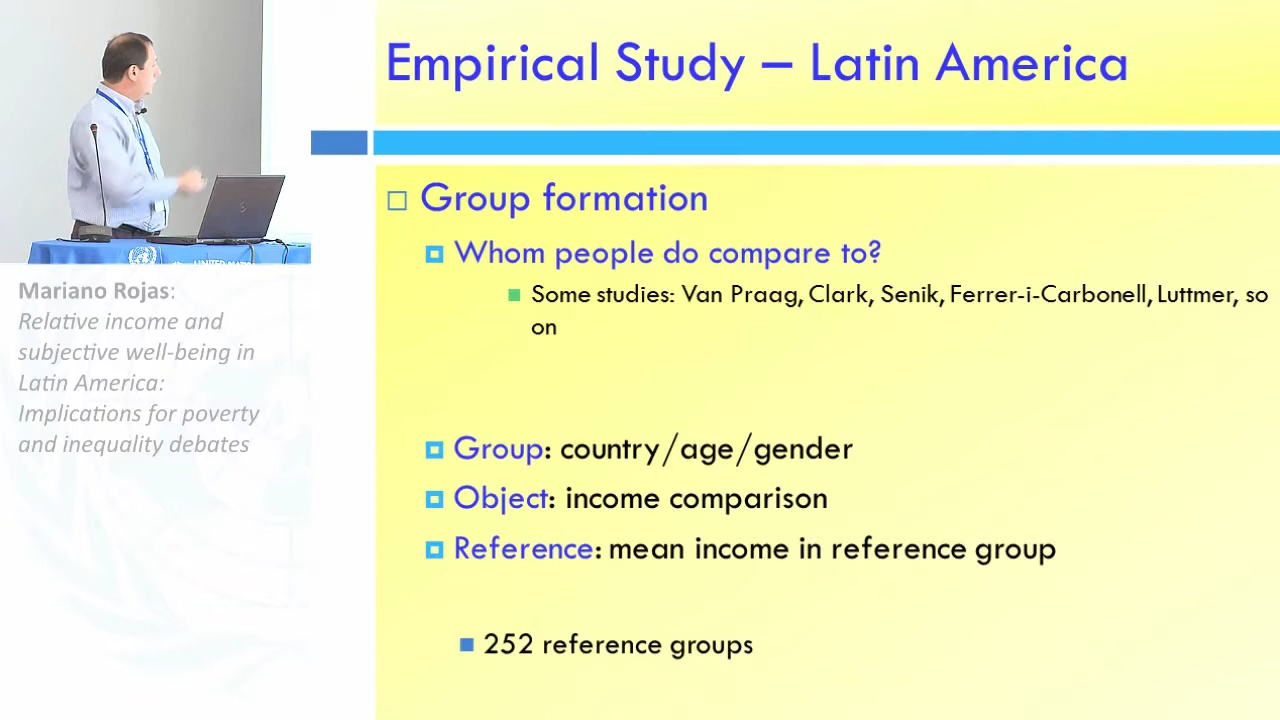 Empirical Study – Latin America
Group formation
Whom people do compare to?
Some studies: Van Praag, Clark, Senik, Ferrer-i-Carbonell, Luttmer, so
on
Group: country/age/gender
Object: income comparison
Reference: mean income in reference group
252 reference groups
UNITED
Mariano Rojas:
Relative income and
subjective well-being in
Latin America:
Implications for poverty
and inequality debates